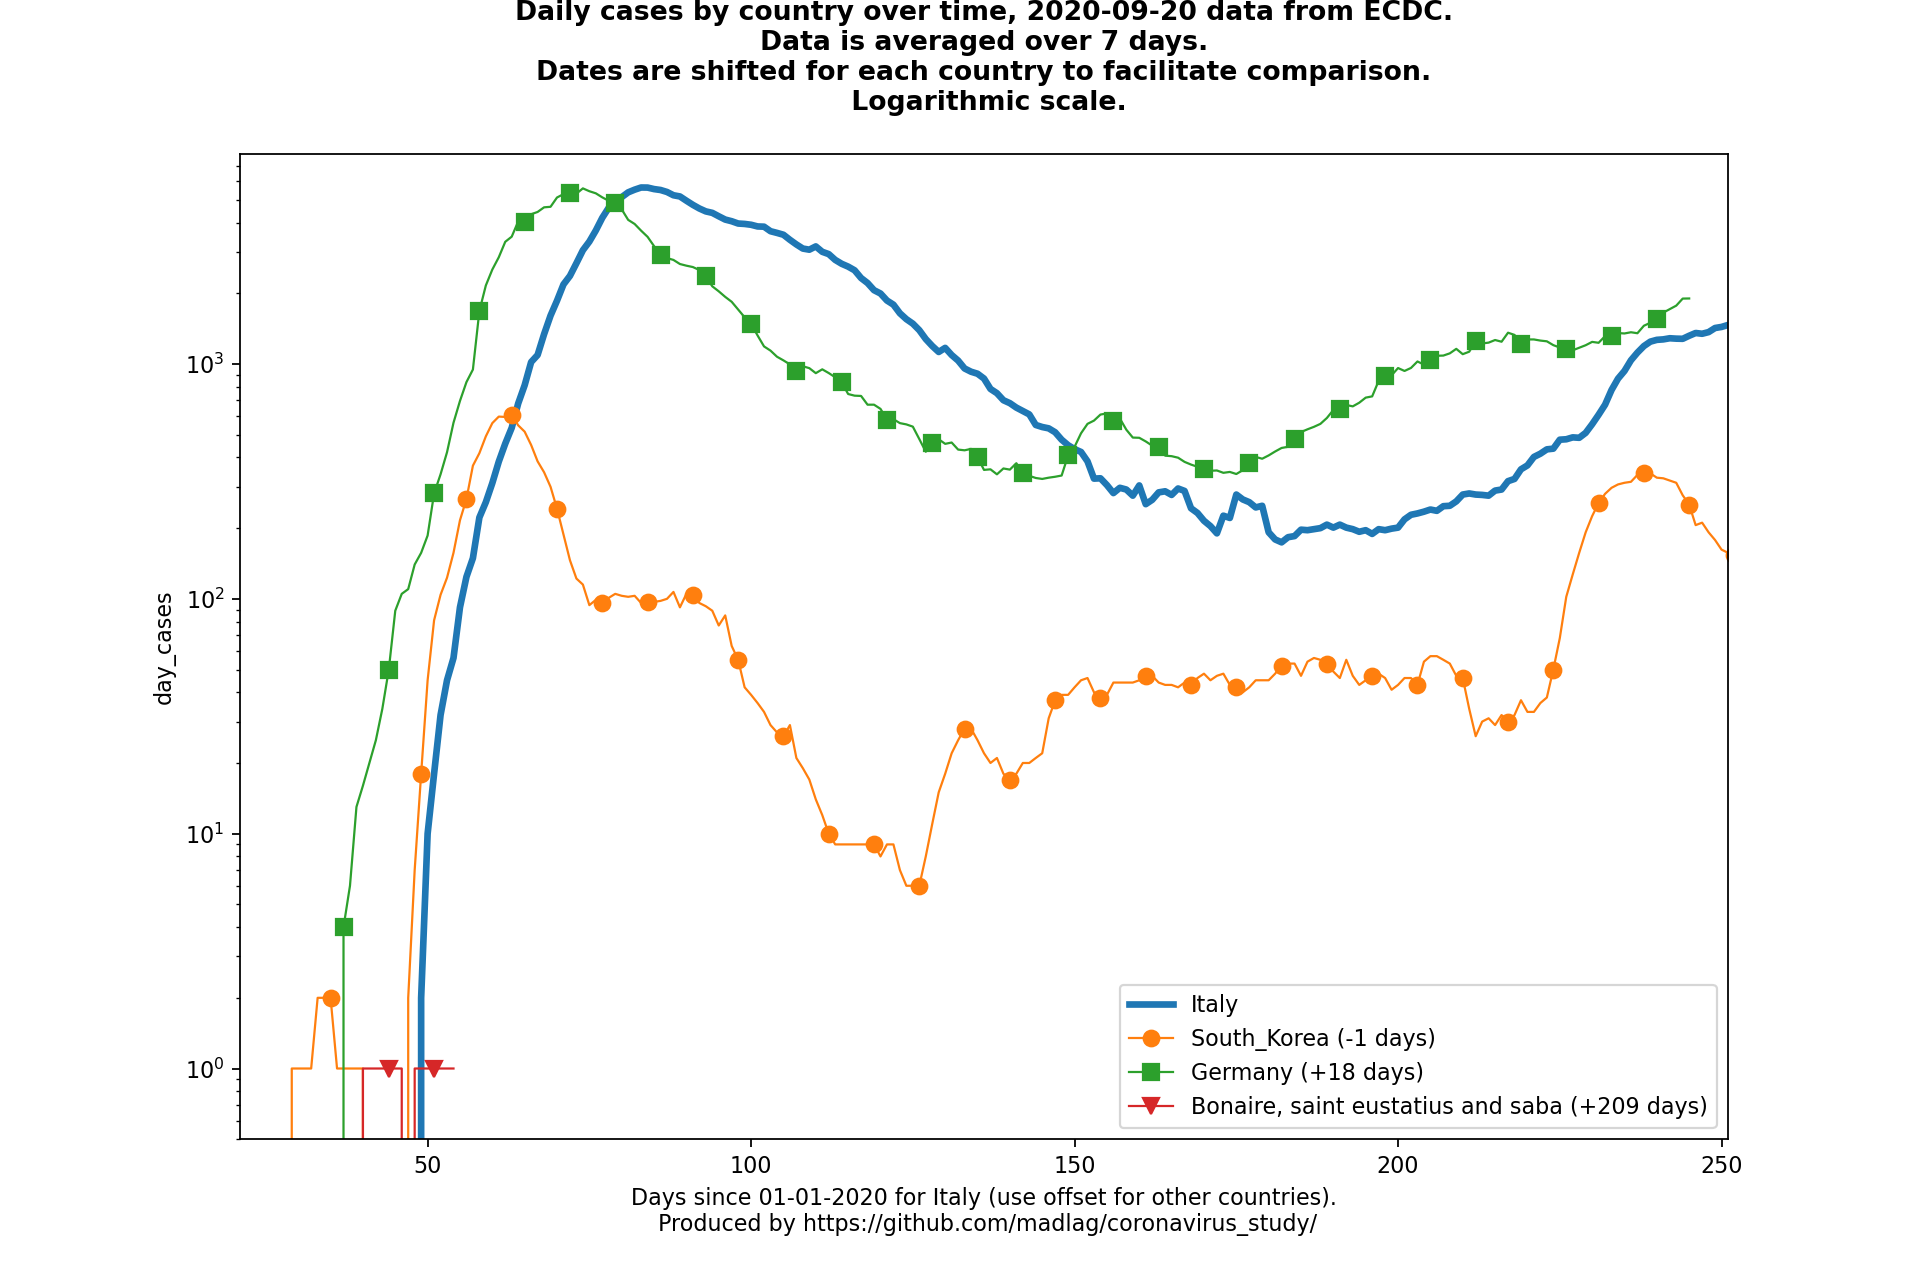 Daily cases by country over time, 2020-09-20 data from ECDC.
Data is averaged over 7 days.
Dates are shifted for each country to facilitate comparison.
Logarithmic scale.
10³
10²
10¹
10⁰
day_cases
Italy
South_Korea (-1 days)
Germany (+18 days)
Bonaire, saint eustatius and saba (+209 days)
50 100 150 200 250
Days since 01-01-2020 for Italy (use offset for other countries).
Produced by https://github.com/madlag/coronavirus_study/